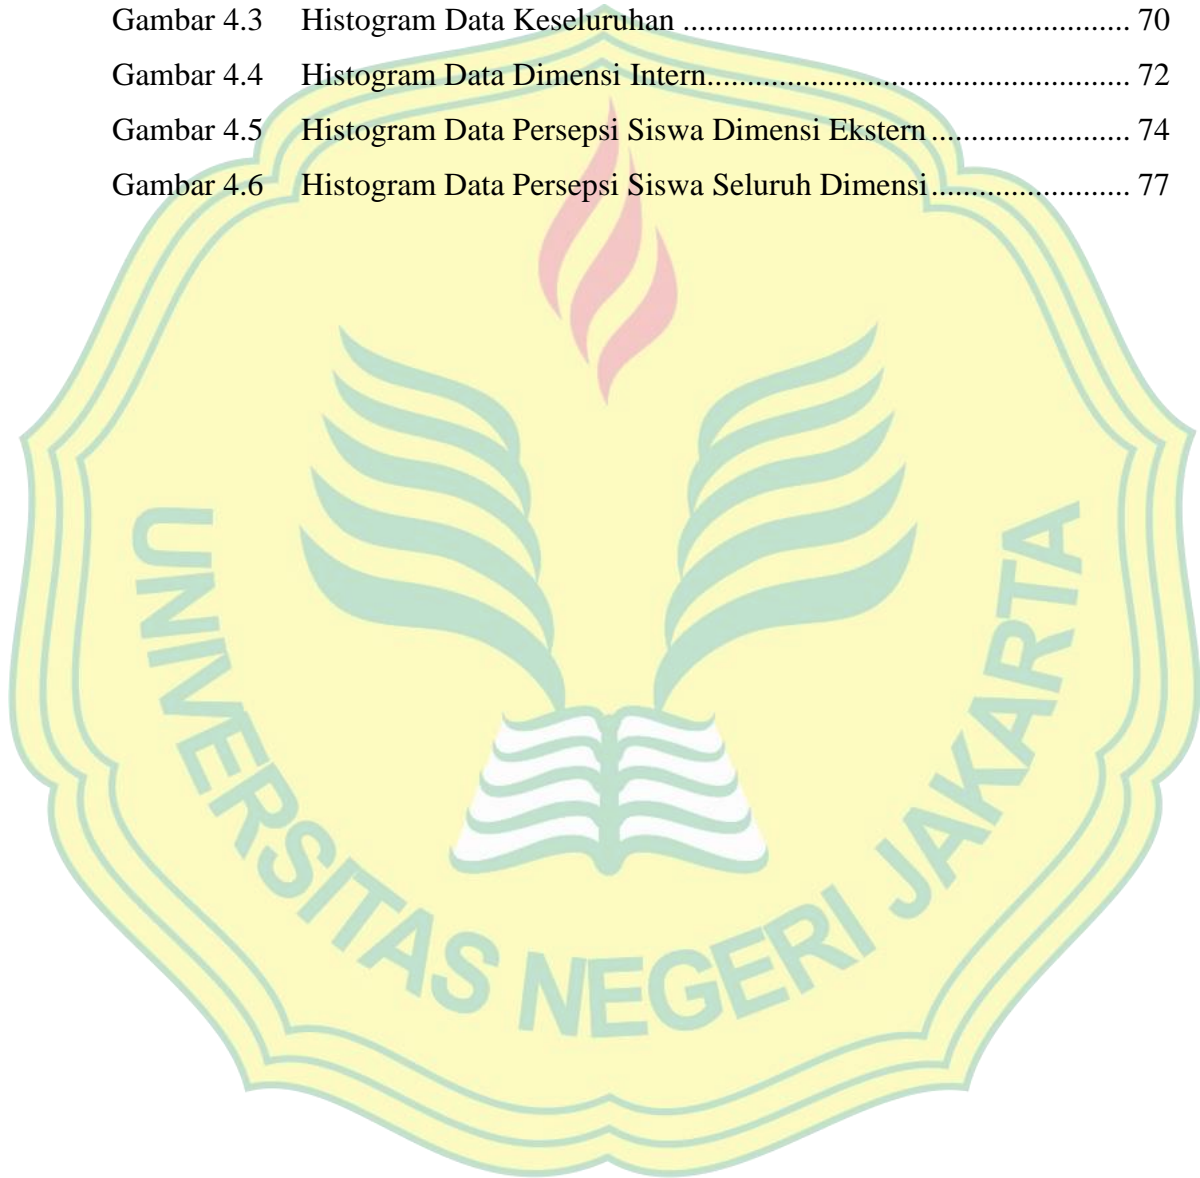 Gambar 4.3 Histogram Data Keseluruhan ........................................................ 70
Gambar 4.4 Histogram Data Dimensi Intern..................................................... 72
Gambar 4.5 Histogram Data Persepsi Siswa Dimensi Ekstern ......................... 74
Gambar 4.6 Histogram Data Persepsi Siswa Seluruh Dimensi......................... 77
UNIVERSITAS NEGERI JAKARTA